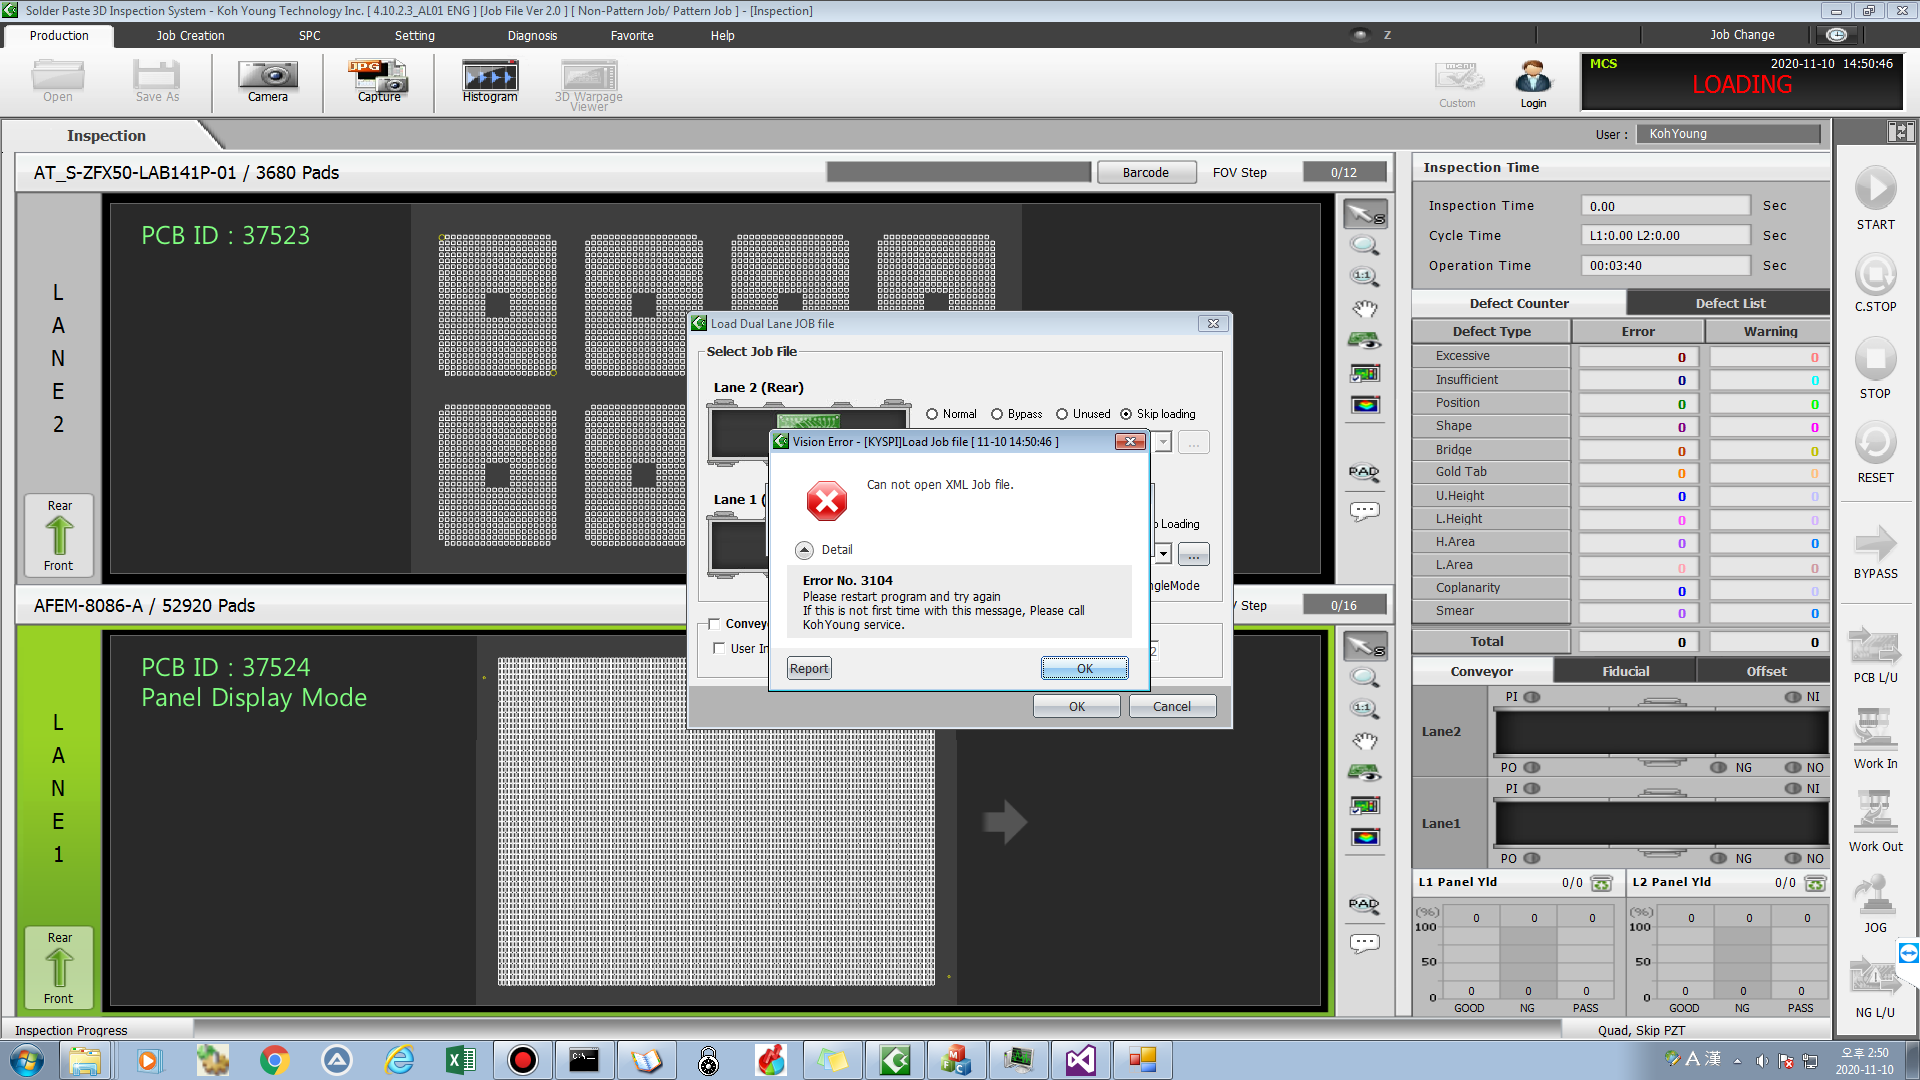 Solder Paste 3D Inspection System - Koh Young Technology Inc. [ 4.10.2.3_AL01 ENG ] [Job File Ver 2.0 ] [ Non-Pattern Job/ Pattern Job ] - [Inspection]
Production Job Creation SPC Setting Diagnosis Favorite Help Z Job Change
Open Save As Camera JPG Capture Histogram 3D Warpage Viewer Custom Login
MCS 2020-11-10 14:50:46
LOADING
Inspection
User : KohYoung
AT_S-ZFX50-LAB141P-01 / 3680 Pads
Barcode FOV Step 0/12
LANE2
PCB ID : 37523
Rear
Front
S
1:1
PAD
AFEM-8086-A / 52920 Pads
Step 0/16
LANE1
PCB ID : 37524
Panel Display Mode
Rear
Front
S
1:1
PAD
Load Dual Lane JOB file
Select Job File
Lane 2 (Rear)
Normal Bypass Unused Skip loading
...
Lane 1 (
Loading
...
ngleMode
Convey
User In
2
OK Cancel
Vision Error - [KYSPI]Load Job file [ 11-10 14:50:46 ]
Can not open XML Job file.
Detail
Error No. 3104
Please restart program and try again
If this is not first time with this message, Please call
KohYoung service.
Report OK
Inspection Time
Inspection Time 0.00 Sec
Cycle Time L1:0.00 L2:0.00 Sec
Operation Time 00:03:40 Sec
Defect Counter Defect List
Defect Type Error Warning
Excessive 0 0
Insufficient 0 0
Position 0 0
Shape 0 0
Bridge 0 0
Gold Tab 0 0
U.Height 0 0
L.Height 0 0
H.Area 0 0
L.Area 0 0
Coplanarity 0 0
Smear 0 0
Total 0 0
Conveyor Fiducial Offset
PI NI
Lane2
PO NG NO
PI NI
Lane1
PO NG NO
L1 Panel Yld 0/0 L2 Panel Yld 0/0
(%) 0 0 0 (%) 0 0 0
100 100
50 50
0 0 0 0 0 0 0 0
GOOD NG PASS GOOD NG PASS
START
C.STOP
STOP
RESET
BYPASS
PCB L/U
Work In
Work Out
JOG
NG L/U
Inspection Progress Quad, Skip PZT
A 漢 오후 2:50
2020-11-10